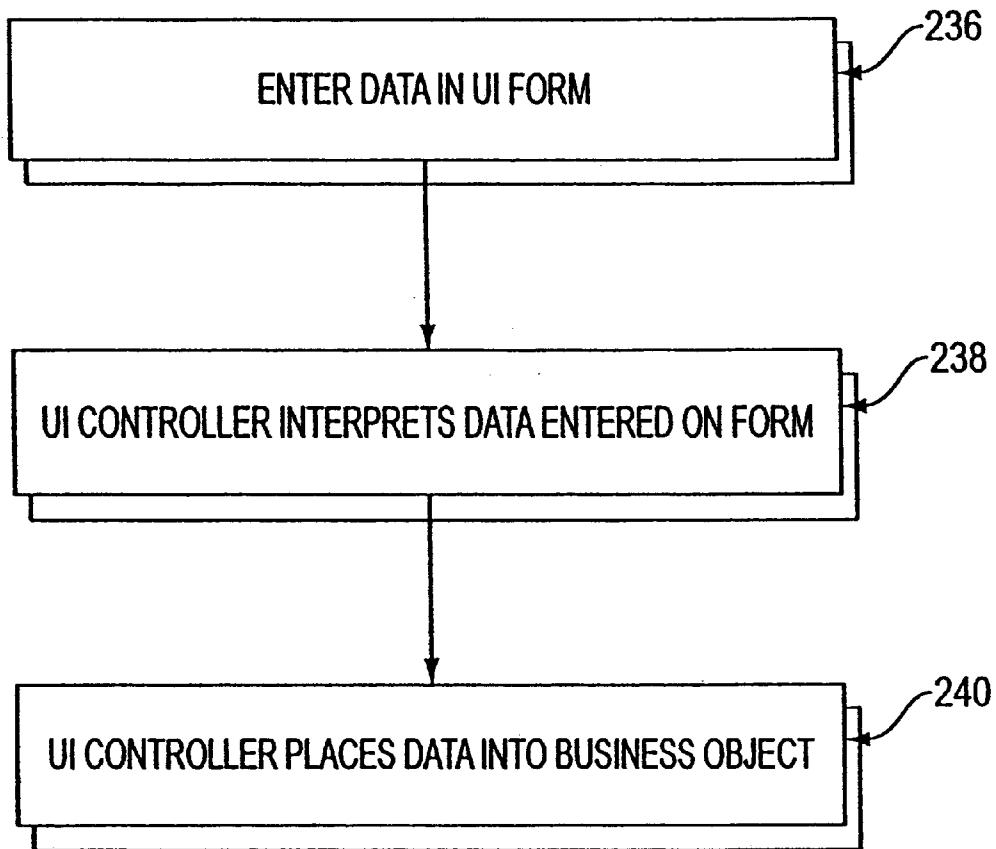 236
ENTER DATA IN UI FORM
238
UI CONTROLLER INTERPRETS DATA ENTERED ON FORM
240
UI CONTROLLER PLACES DATA INTO BUSINESS OBJECT